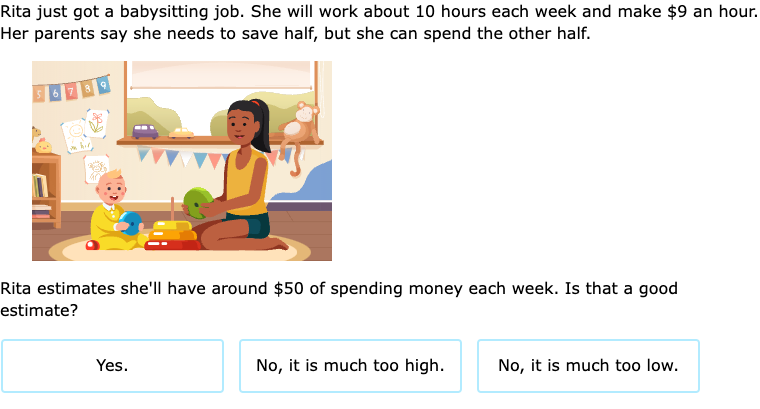 Rita just got a babysitting job. She will work about 10 hours each week and make $9 an hour.
Her parents say she needs to save half, but she can spend the other half.
5 6 7 8 9
Rita estimates she'll have around $50 of spending money each week. Is that a good
estimate?
Yes.
No, it is much too high.
No, it is much too low.